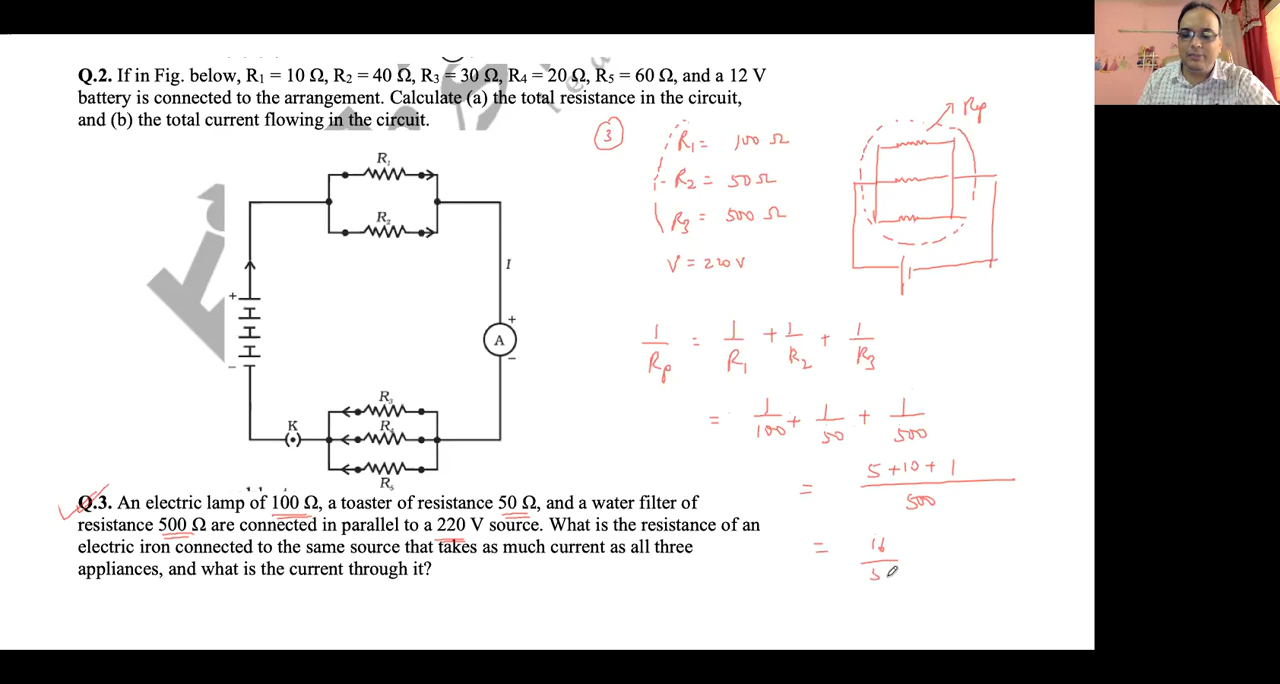 Q.2. If in Fig. below, R₁ = 10 Ω, R₂ = 40 Ω, R₃ = 30 Ω, R₄ = 20 Ω, R₅ = 60 Ω, and a 12 V
battery is connected to the arrangement. Calculate (a) the total resistance in the circuit,
and (b) the total current flowing in the circuit.
R₁
R₂
I
+
A
−
+
−
K
R₃
R
R₅
Q.3. An electric lamp of 100 Ω, a toaster of resistance 50 Ω, and a water filter of
resistance 500 Ω are connected in parallel to a 220 V source. What is the resistance of an
electric iron connected to the same source that takes as much current as all three
appliances, and what is the current through it?
3
R₁ = 100 Ω
R₂ = 50 Ω
R₃ = 500 Ω
V = 220 V
Rp
1/Rp = 1/R₁ + 1/R₂ + 1/R₃
= 1/100 + 1/50 + 1/500
= 5 + 10 + 1 / 500
= 16 / 50